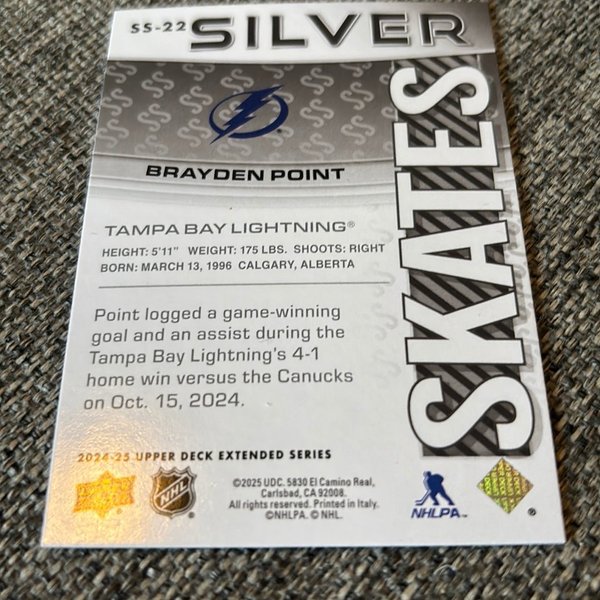 SS-22 SILVER
SKATES
BRAYDEN POINT
TAMPA BAY LIGHTNING®
HEIGHT: 5'11" WEIGHT: 175 LBS. SHOOTS: RIGHT
BORN: MARCH 13, 1996 CALGARY, ALBERTA
Point logged a game-winning
goal and an assist during the
Tampa Bay Lightning's 4-1
home win versus the Canucks
on Oct. 15, 2024.
2024-25 UPPER DECK EXTENDED SERIES
©2025 UDC. 5830 El Camino Real,
Carlsbad, CA 92008.
All rights reserved. Printed in Italy.
©NHLPA. © NHL.
NHL
NHLPA
®